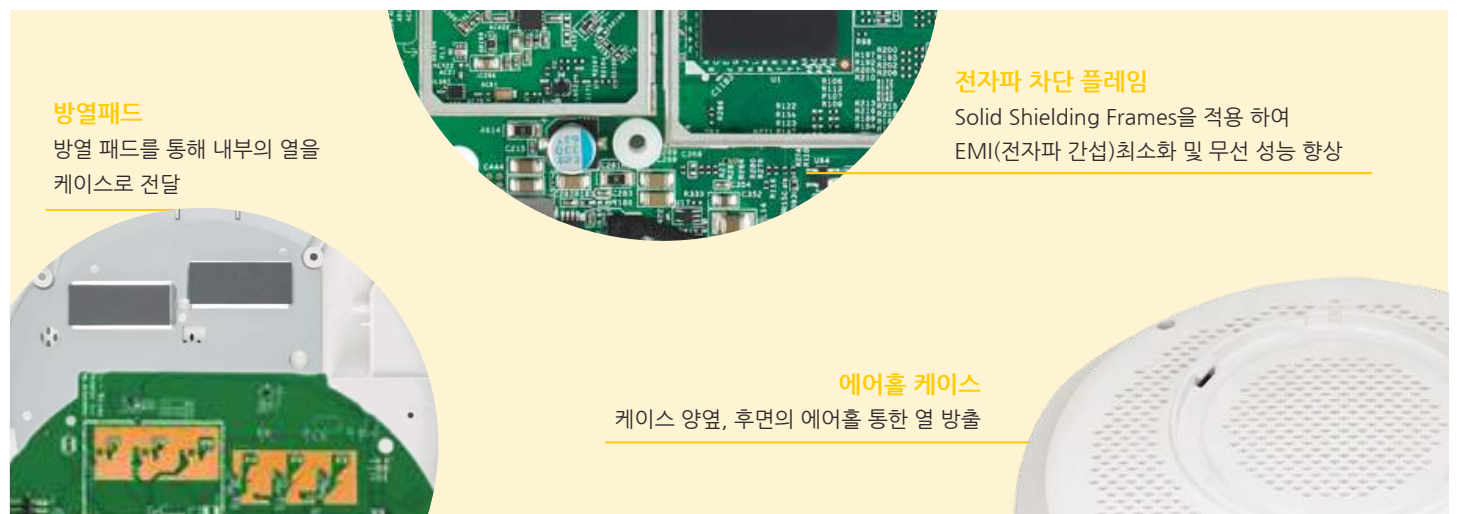 방열패드
방열 패드를 통해 내부의 열을
케이스로 전달
전자파 차단 플레임
Solid Shielding Frames을 적용 하여
EMI(전자파 간섭)최소화 및 무선 성능 향상
에어홀 케이스
케이스 양옆, 후면의 에어홀 통한 열 방출